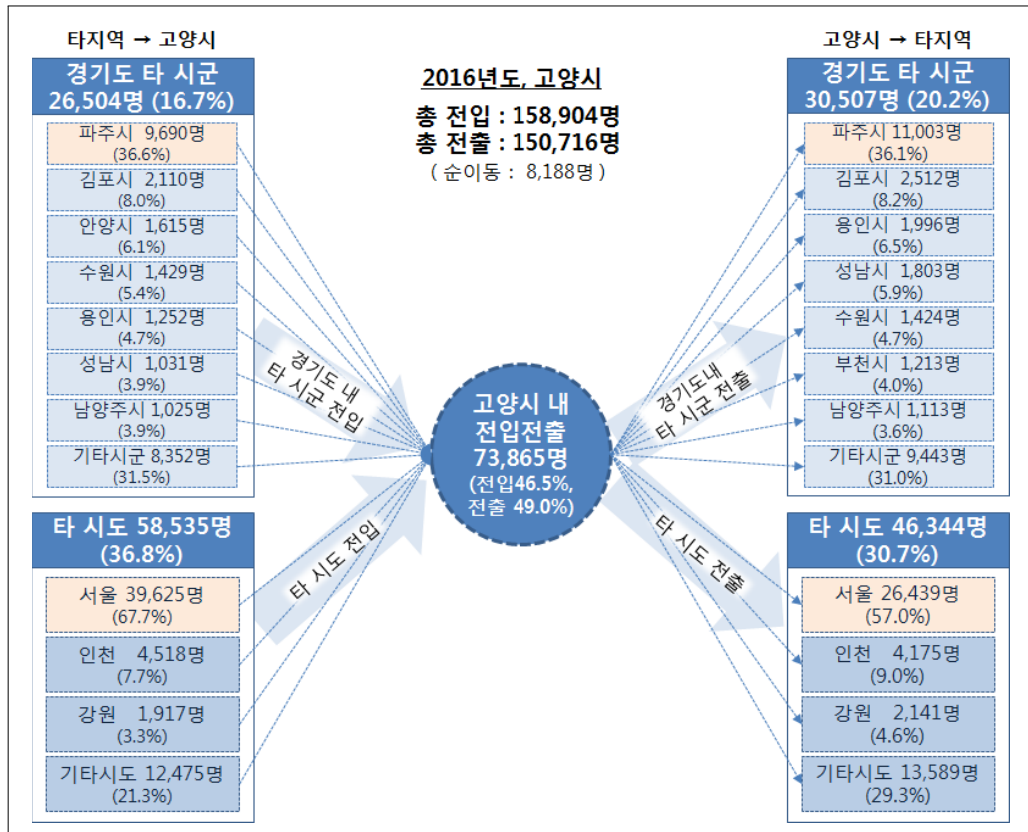 타지역 → 고양시
경기도 타 시군
26,504명 (16.7%)
파주시 9,690명
(36.6%)
김포시 2,110명
(8.0%)
안양시 1,615명
(6.1%)
수원시 1,429명
(5.4%)
용인시 1,252명
(4.7%)
성남시 1,031명
(3.9%)
남양주시 1,025명
(3.9%)
기타시군 8,352명
(31.5%)
타 시도 58,535명
(36.8%)
서울 39,625명
(67.7%)
인천 4,518명
(7.7%)
강원 1,917명
(3.3%)
기타시도 12,475명
(21.3%)
2016년도, 고양시
총 전입 : 158,904명
총 전출 : 150,716명
( 순이동 : 8,188명 )
경기도 내
타 시군 전입
타 시도 전입
고양시 내
전입전출
73,865명
(전입46.5%,
전출 49.0%)
경기도내
타 시군 전출
타 시도 전출
고양시 → 타지역
경기도 타 시군
30,507명 (20.2%)
파주시 11,003명
(36.1%)
김포시 2,512명
(8.2%)
용인시 1,996명
(6.5%)
성남시 1,803명
(5.9%)
수원시 1,424명
(4.7%)
부천시 1,213명
(4.0%)
남양주시 1,113명
(3.6%)
기타시군 9,443명
(31.0%)
타 시도 46,344명
(30.7%)
서울 26,439명
(57.0%)
인천 4,175명
(9.0%)
강원 2,141명
(4.6%)
기타시도 13,589명
(29.3%)